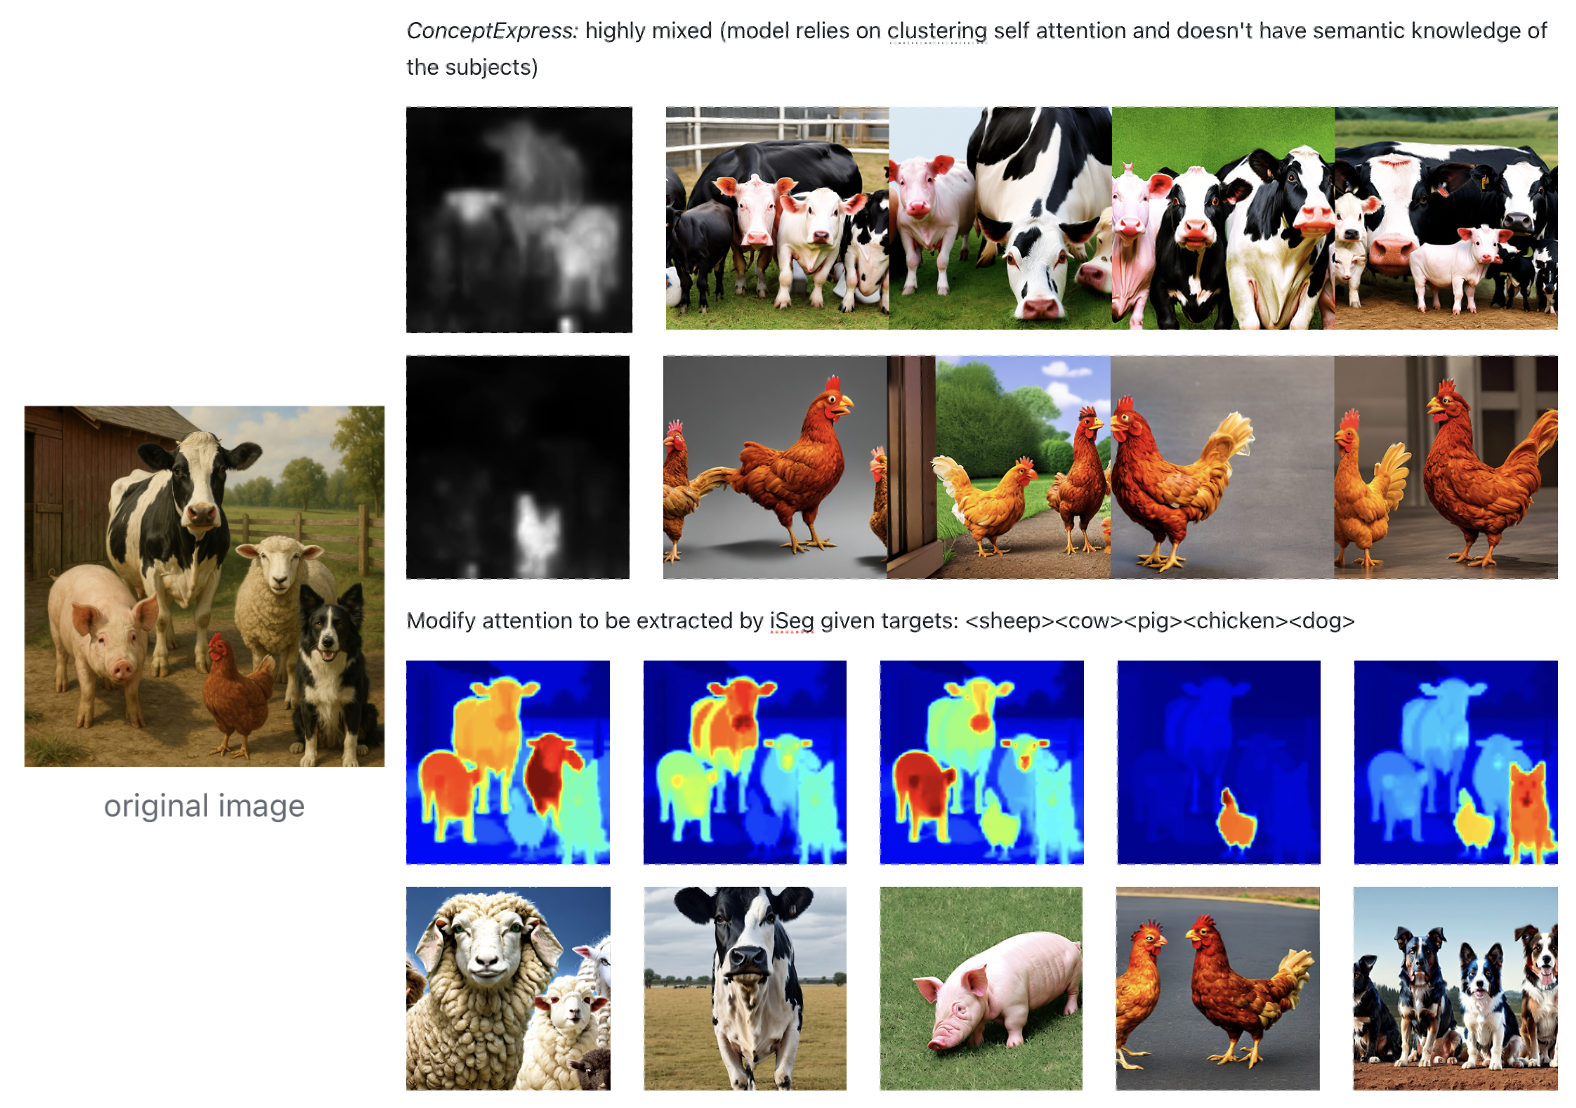 ConceptExpress: highly mixed (model relies on clustering self attention and doesn't have semantic knowledge of
the subjects)
Modify attention to be extracted by iSeg given targets: <sheep><cow><pig><chicken><dog>
original image